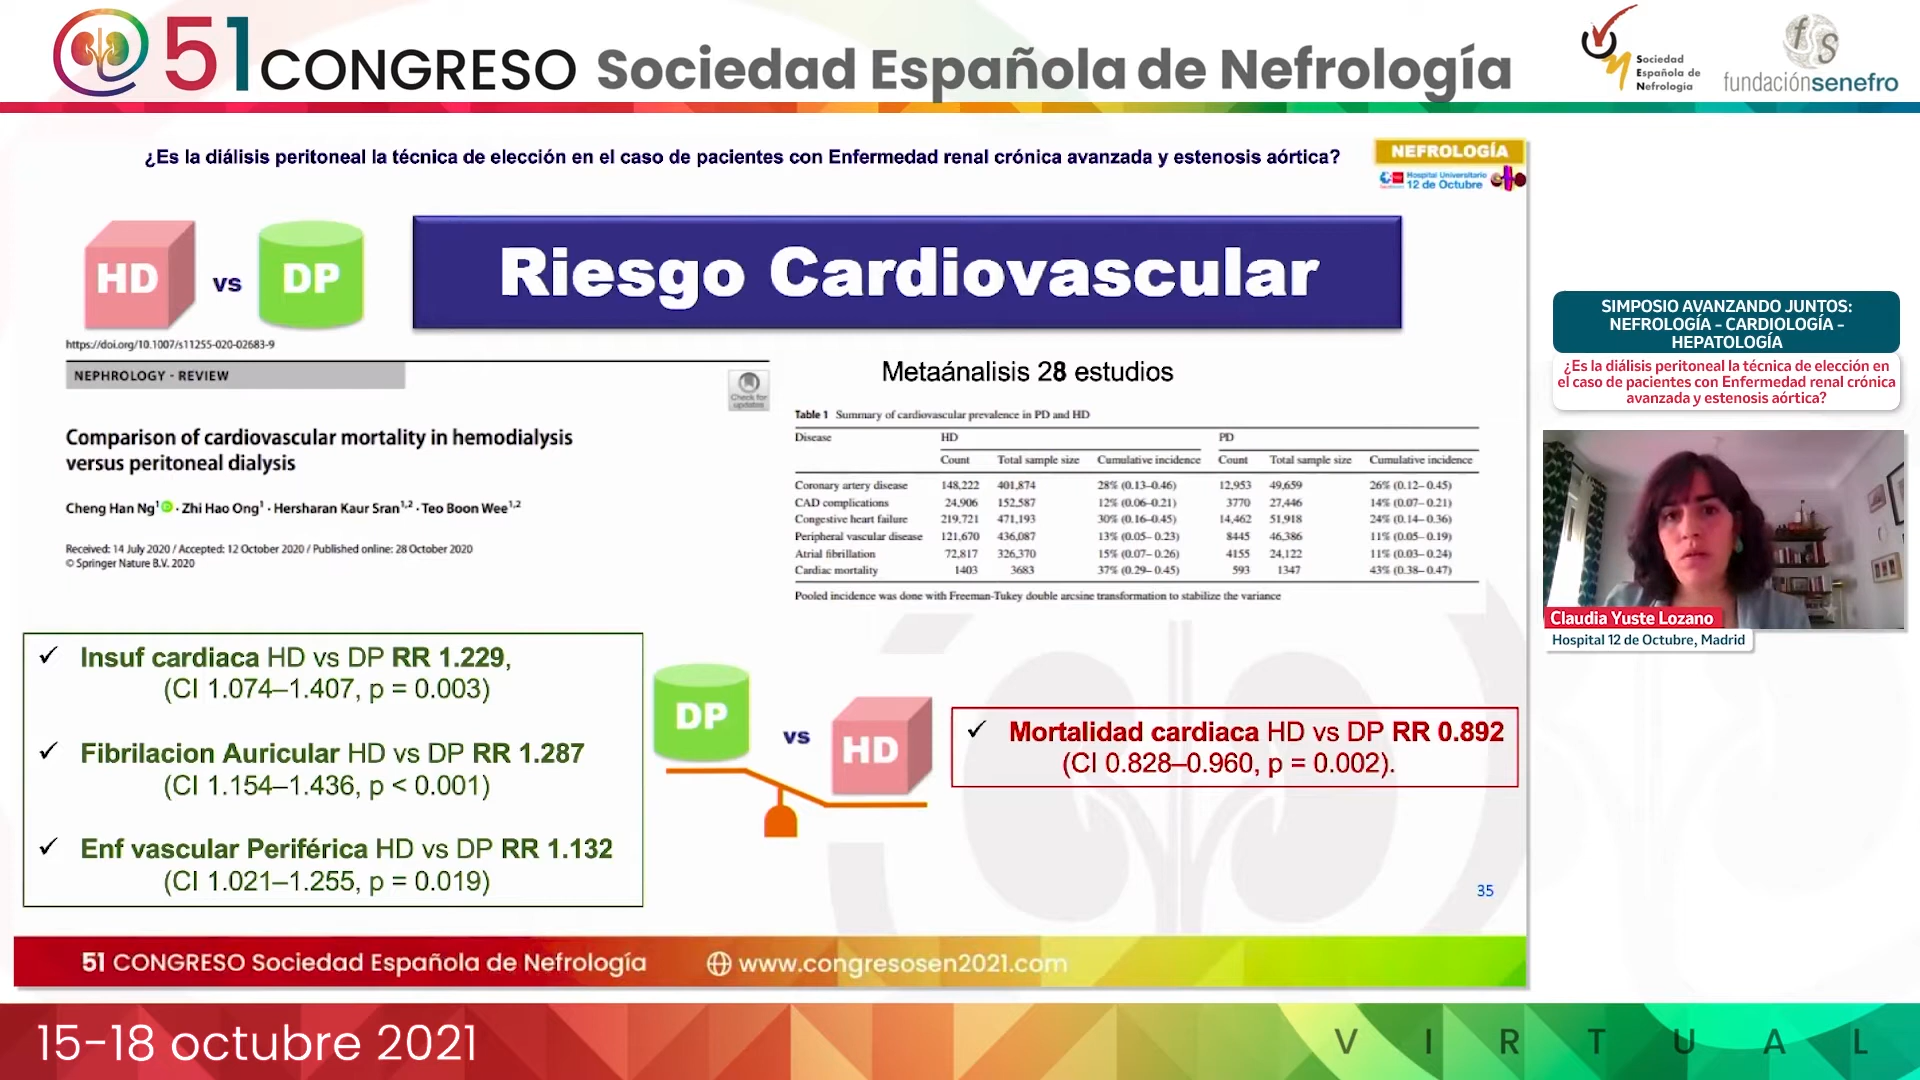 51 CONGRESO Sociedad Española de Nefrología
Sociedad
Española de
Nefrología
fs
fundaciónsenefro
¿Es la diálisis peritoneal la técnica de elección en el caso de pacientes con Enfermedad renal crónica avanzada y estenosis aórtica?
NEFROLOGÍA
Hospital Universitario
12 de Octubre
HD vs DP
Riesgo Cardiovascular
https://doi.org/10.1007/s11255-020-02683-9
NEPHROLOGY - REVIEW
Check for
updates
Comparison of cardiovascular mortality in hemodialysis
versus peritoneal dialysis
Cheng Han Ng1 · Zhi Hao Ong1 · Hersharan Kaur Sran1,2 · Teo Boon Wee1,2
Received: 14 July 2020 / Accepted: 12 October 2020 / Published online: 28 October 2020
© Springer Nature B.V. 2020
Metaánalisis 28 estudios
Table 1 Summary of cardiovascular prevalence in PD and HD
Disease HD PD
Count Total sample size Cumulative incidence Count Total sample size Cumulative incidence
Coronary artery disease 148,222 401,874 28% (0.13–0.46) 12,953 49,659 26% (0.12–0.45)
CAD complications 24,906 152,587 12% (0.06–0.21) 3770 27,446 14% (0.07–0.21)
Congestive heart failure 219,721 471,193 30% (0.16–0.45) 14,462 51,918 24% (0.14–0.36)
Peripheral vascular disease 121,670 436,087 13% (0.05–0.23) 8445 46,386 11% (0.05–0.19)
Atrial fibrillation 72,817 326,370 15% (0.07–0.26) 4155 24,122 11% (0.03–0.24)
Cardiac mortality 1403 3683 37% (0.29–0.45) 593 1347 43% (0.38–0.47)
Pooled incidence was done with Freeman-Tukey double arcsine transformation to stabilize the variance
✓ Insuf cardiaca HD vs DP RR 1.229,
(CI 1.074–1.407, p = 0.003)
✓ Fibrilacion Auricular HD vs DP RR 1.287
(CI 1.154–1.436, p < 0.001)
✓ Enf vascular Periférica HD vs DP RR 1.132
(CI 1.021–1.255, p = 0.019)
DP vs HD
✓ Mortalidad cardiaca HD vs DP RR 0.892
(CI 0.828–0.960, p = 0.002).
35
51 CONGRESO Sociedad Española de Nefrología www.congresosen2021.com
SIMPOSIO AVANZANDO JUNTOS:
NEFROLOGÍA - CARDIOLOGÍA -
HEPATOLOGÍA
¿Es la diálisis peritoneal la técnica de elección en
el caso de pacientes con Enfermedad renal crónica
avanzada y estenosis aórtica?
Claudia Yuste Lozano
Hospital 12 de Octubre, Madrid
15-18 octubre 2021
VIRTUAL